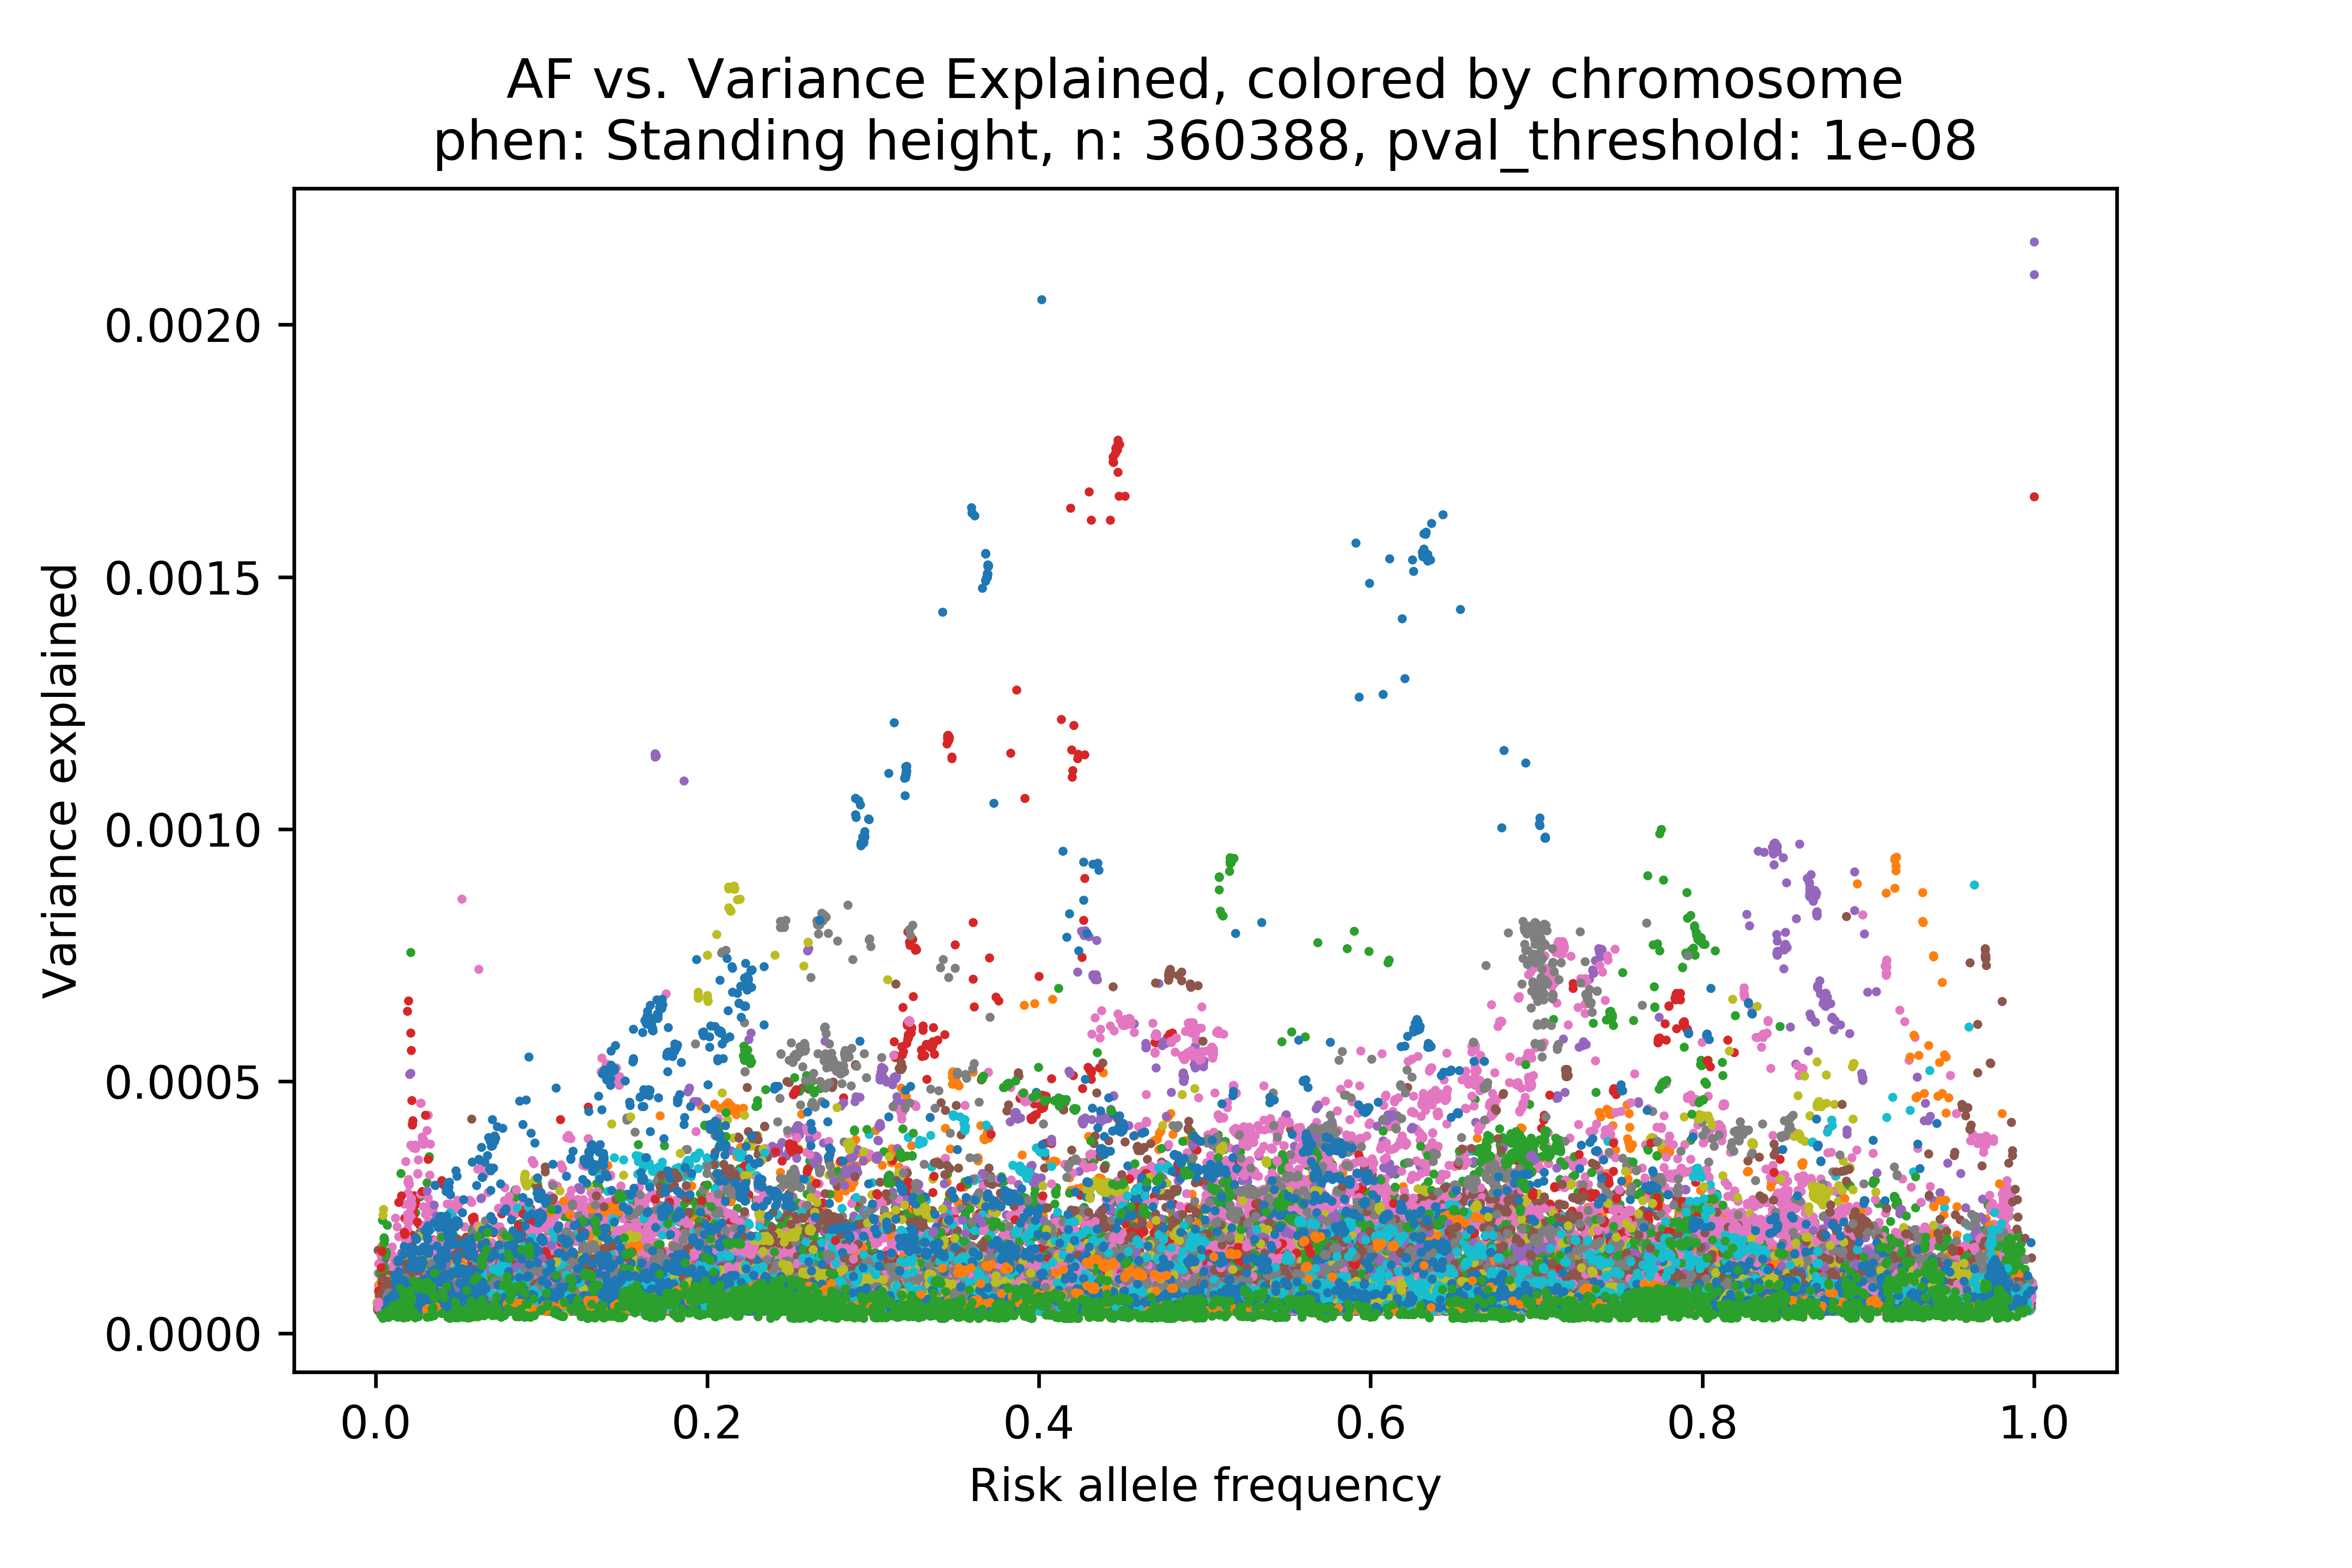 AF vs. Variance Explained, colored by chromosome
phen: Standing height, n: 360388, pval_threshold: 1e-08
Variance explained
0.0020
0.0015
0.0010
0.0005
0.0000
0.0 0.2 0.4 0.6 0.8 1.0
Risk allele frequency